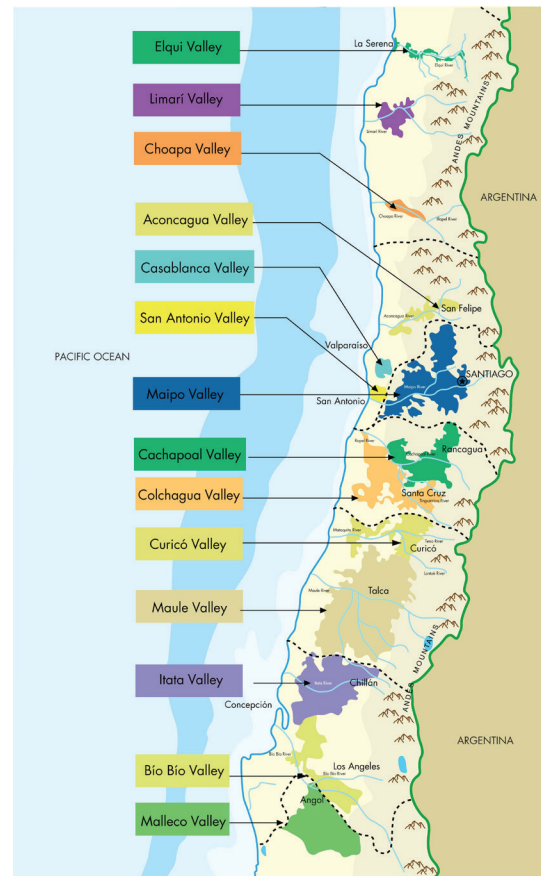 Elqui Valley
La Serena
Elqui River
Limarí Valley
Limarí River
ANDES MOUNTAINS
Choapa Valley
ARGENTINA
Choapa River
Illapel River
Aconcagua Valley
Casablanca Valley
San Felipe
Aconcagua River
San Antonio Valley
Valparaíso
PACIFIC OCEAN
SANTIAGO
Maipo Valley
Maipo River
San Antonio
Rapel River
Cachapoal Valley
Cachapoal River
Rancagua
Colchagua Valley
Santa Cruz
Tinguiririca River
Mataquito River
Curicó Valley
Teno River
Curicó
Lontué River
Maule Valley
Maule River
Talca
ANDES MOUNTAINS
Itata Valley
Itata River
Chillán
Concepción
ARGENTINA
Bío Bío River
Los Angeles
Bío Bío Valley
Bío Bío River
Angol
Malleco Valley